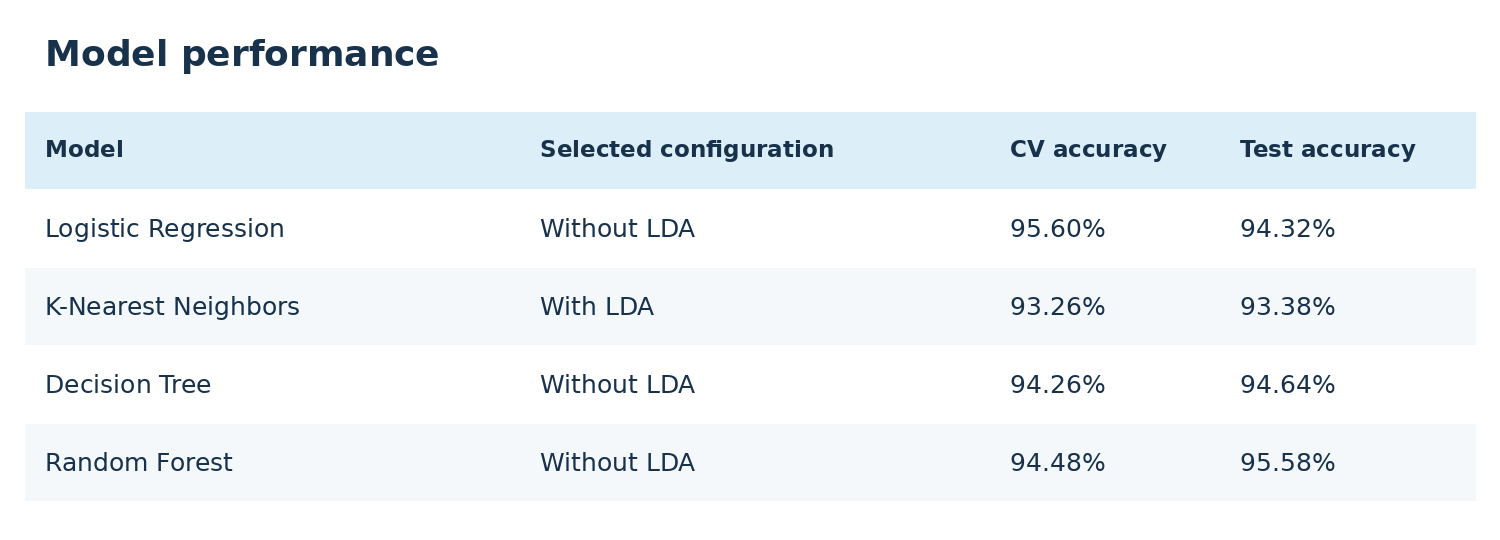 Model performance
Model Selected configuration CV accuracy Test accuracy
Logistic Regression Without LDA 95.60% 94.32%
K-Nearest Neighbors With LDA 93.26% 93.38%
Decision Tree Without LDA 94.26% 94.64%
Random Forest Without LDA 94.48% 95.58%